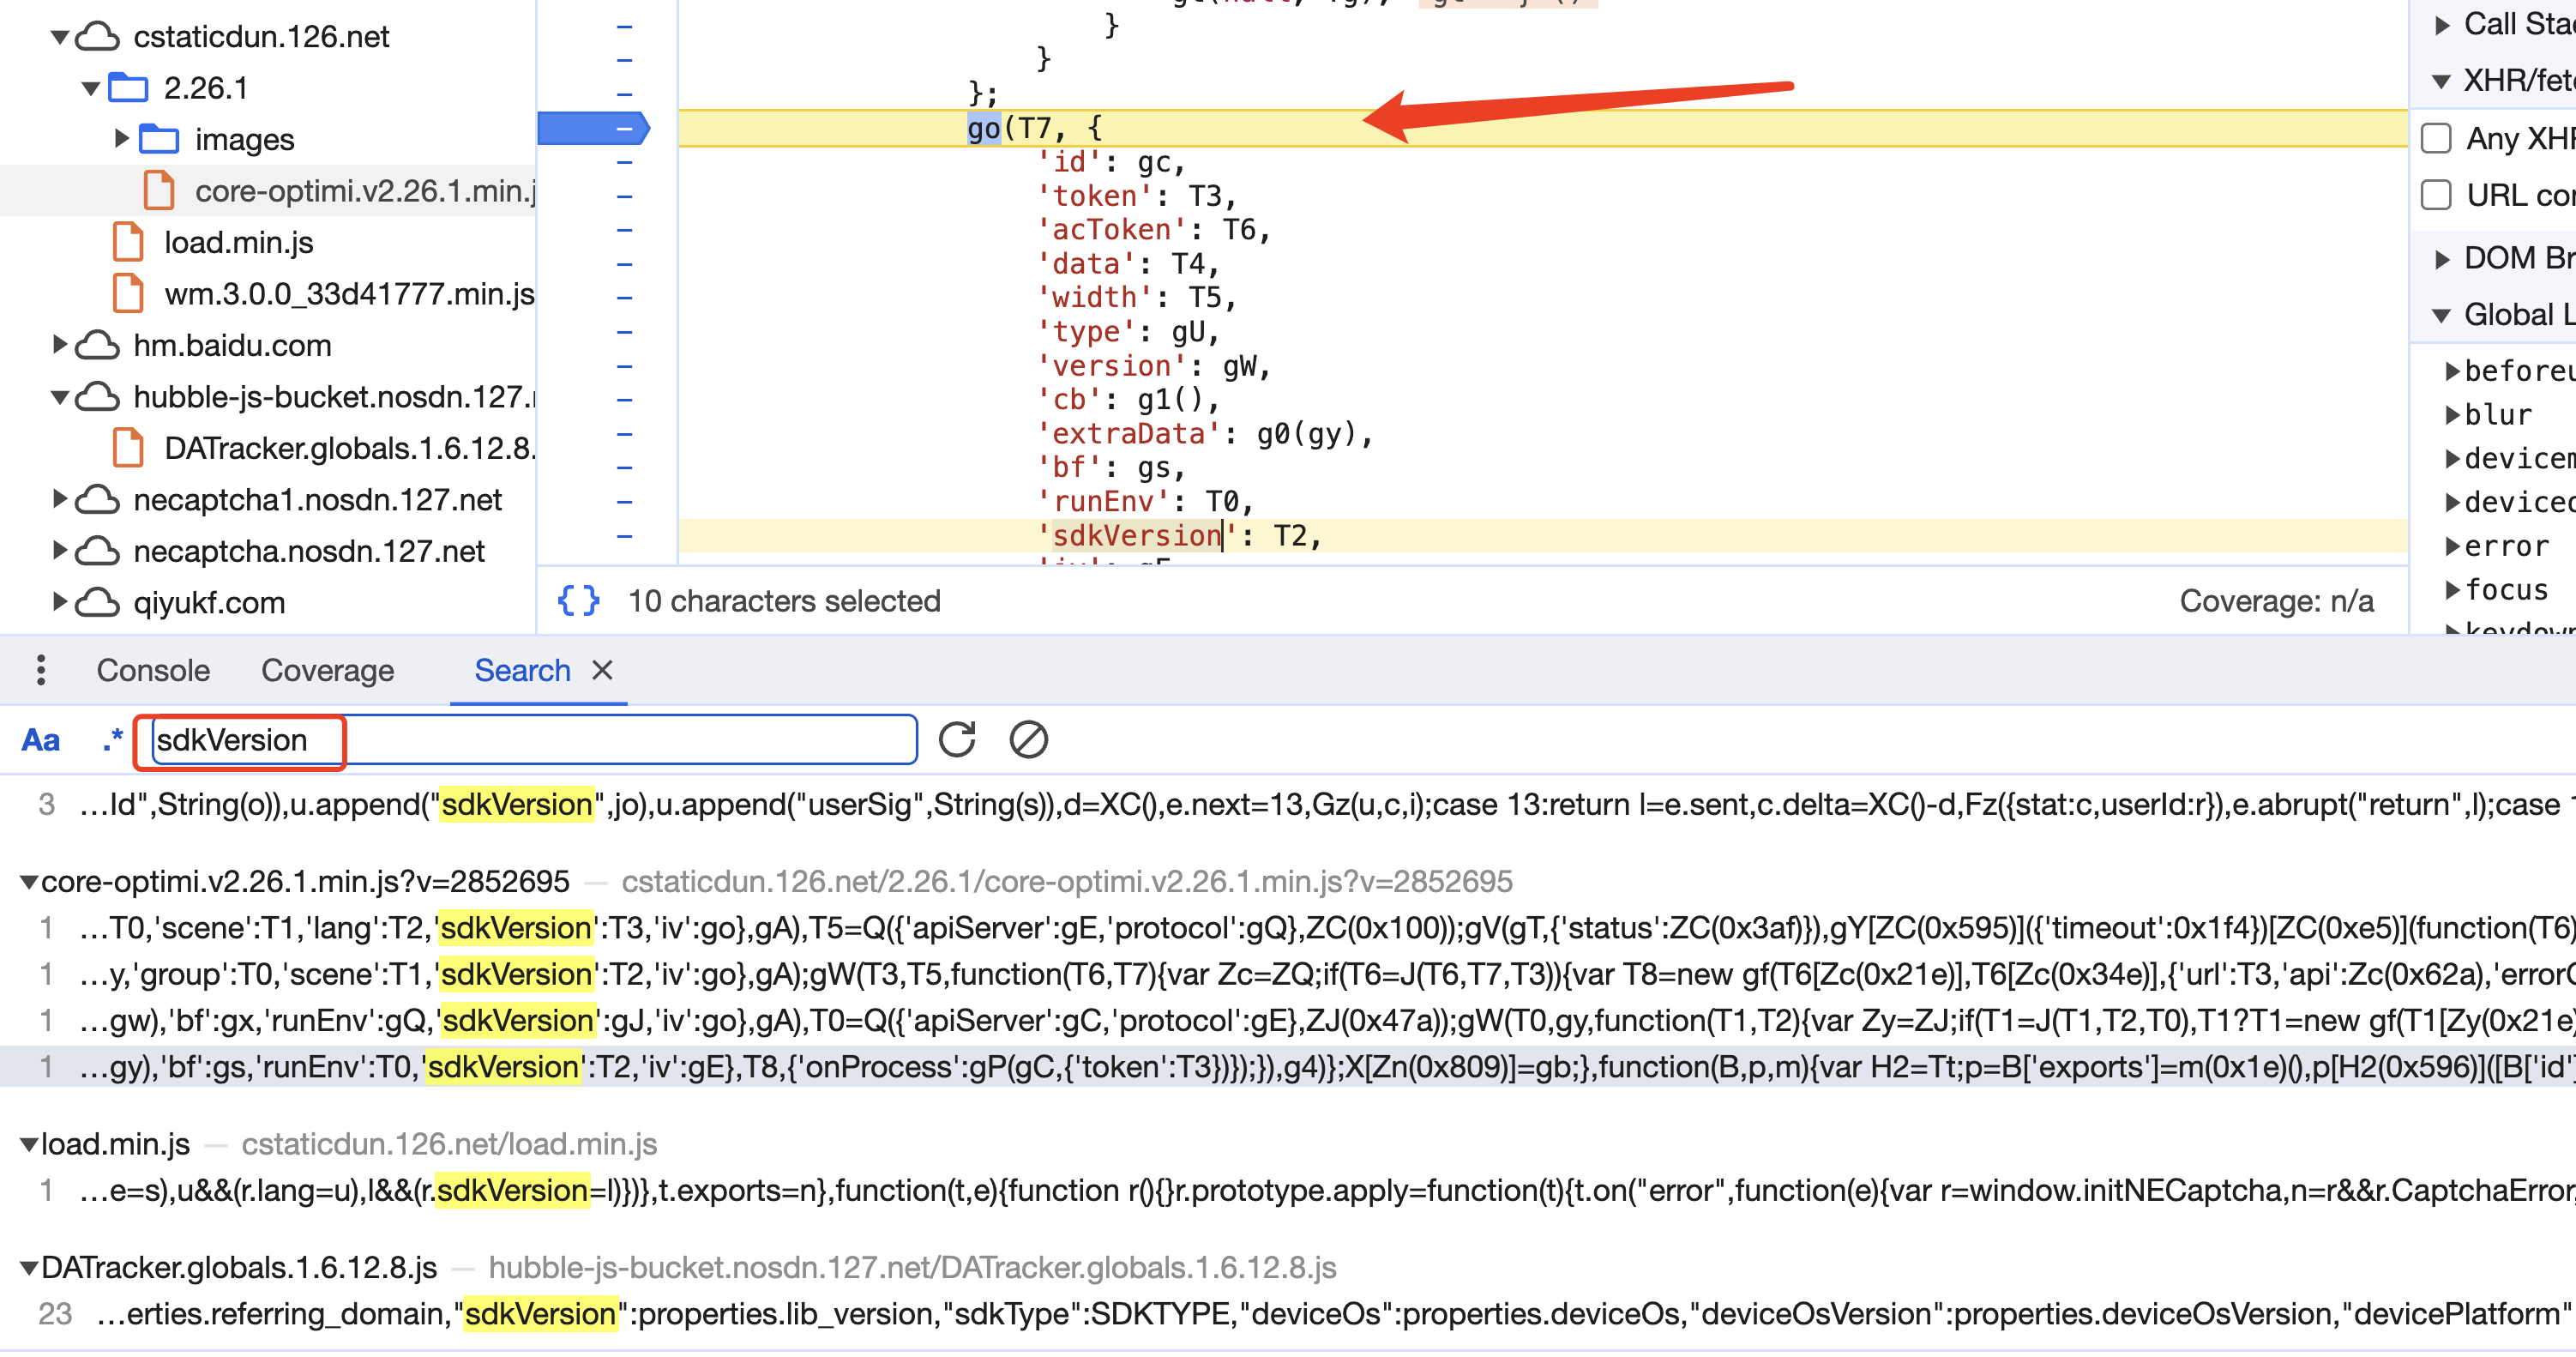 cstaticdun.126.net
2.26.1
images
core-optimi.v2.26.1.min.j
load.min.js
wm.3.0.0_33d41777.min.js
hm.baidu.com
hubble-js-bucket.nosdn.127.
DATracker.globals.1.6.12.8.
necaptcha1.nosdn.127.net
necaptcha.nosdn.127.net
qiyukf.com
}
}
};
go(T7, {
'id': gc,
'token': T3,
'acToken': T6,
'data': T4,
'width': T5,
'type': gU,
'version': gW,
'cb': g1(),
'extraData': g0(gy),
'bf': gs,
'runEnv': T0,
'sdkVersion': T2,
{} 10 characters selected
Coverage: n/a
Call Sta
XHR/fet
Any XH
URL co
DOM Br
Global L
beforeu
blur
devicem
deviceo
error
focus
keydown
Console Coverage Search ×
Aa .* sdkVersion
3 …Id",String(o)),u.append("sdkVersion",jo),u.append("userSig",String(s)),d=XC(),e.next=13,Gz(u,c,i);case 13:return l=e.sent,c.delta=XC()-d,Fz({stat:c,userId:r}),e.abrupt("return",l);case 1
core-optimi.v2.26.1.min.js?v=2852695 — cstaticdun.126.net/2.26.1/core-optimi.v2.26.1.min.js?v=2852695
1 …T0,'scene':T1,'lang':T2,'sdkVersion':T3,'iv':go},gA),T5=Q({'apiServer':gE,'protocol':gQ},ZC(0x100));gV(gT,{'status':ZC(0x3af)}),gY[ZC(0x595)]({'timeout':0x1f4})[ZC(0xe5)](function(T6)
1 …y,'group':T0,'scene':T1,'sdkVersion':T2,'iv':go},gA);gW(T3,T5,function(T6,T7){var Zc=ZQ;if(T6=J(T6,T7,T3)){var T8=new gf(T6[Zc(0x21e)],T6[Zc(0x34e)],{'url':T3,'api':Zc(0x62a),'errorC
1 …gw),'bf':gx,'runEnv':gQ,'sdkVersion':gJ,'iv':go},gA),T0=Q({'apiServer':gC,'protocol':gE},ZJ(0x47a));gW(T0,gy,function(T1,T2){var Zy=ZJ;if(T1=J(T1,T2,T0),T1?T1=new gf(T1[Zy(0x21e)
1 …gy),'bf':gs,'runEnv':T0,'sdkVersion':T2,'iv':gE},T8,{'onProcess':gP(gC,{'token':T3})});}),g4)};X[Zn(0x809)]=gb;},function(B,p,m){var H2=Tt;p=B['exports']=m(0x1e)(),p[H2(0x596)]([B['id']
load.min.js — cstaticdun.126.net/load.min.js
1 …e=s),u&&(r.lang=u),l&&(r.sdkVersion=l)})},t.exports=n},function(t,e){function r(){}r.prototype.apply=function(t){t.on("error",function(e){var r=window.initNECaptcha,n=r&&r.CaptchaError,
DATracker.globals.1.6.12.8.js — hubble-js-bucket.nosdn.127.net/DATracker.globals.1.6.12.8.js
23 …erties.referring_domain,"sdkVersion":properties.lib_version,"sdkType":SDKTYPE,"deviceOs":properties.deviceOs,"deviceOsVersion":properties.deviceOsVersion,"devicePlatform"